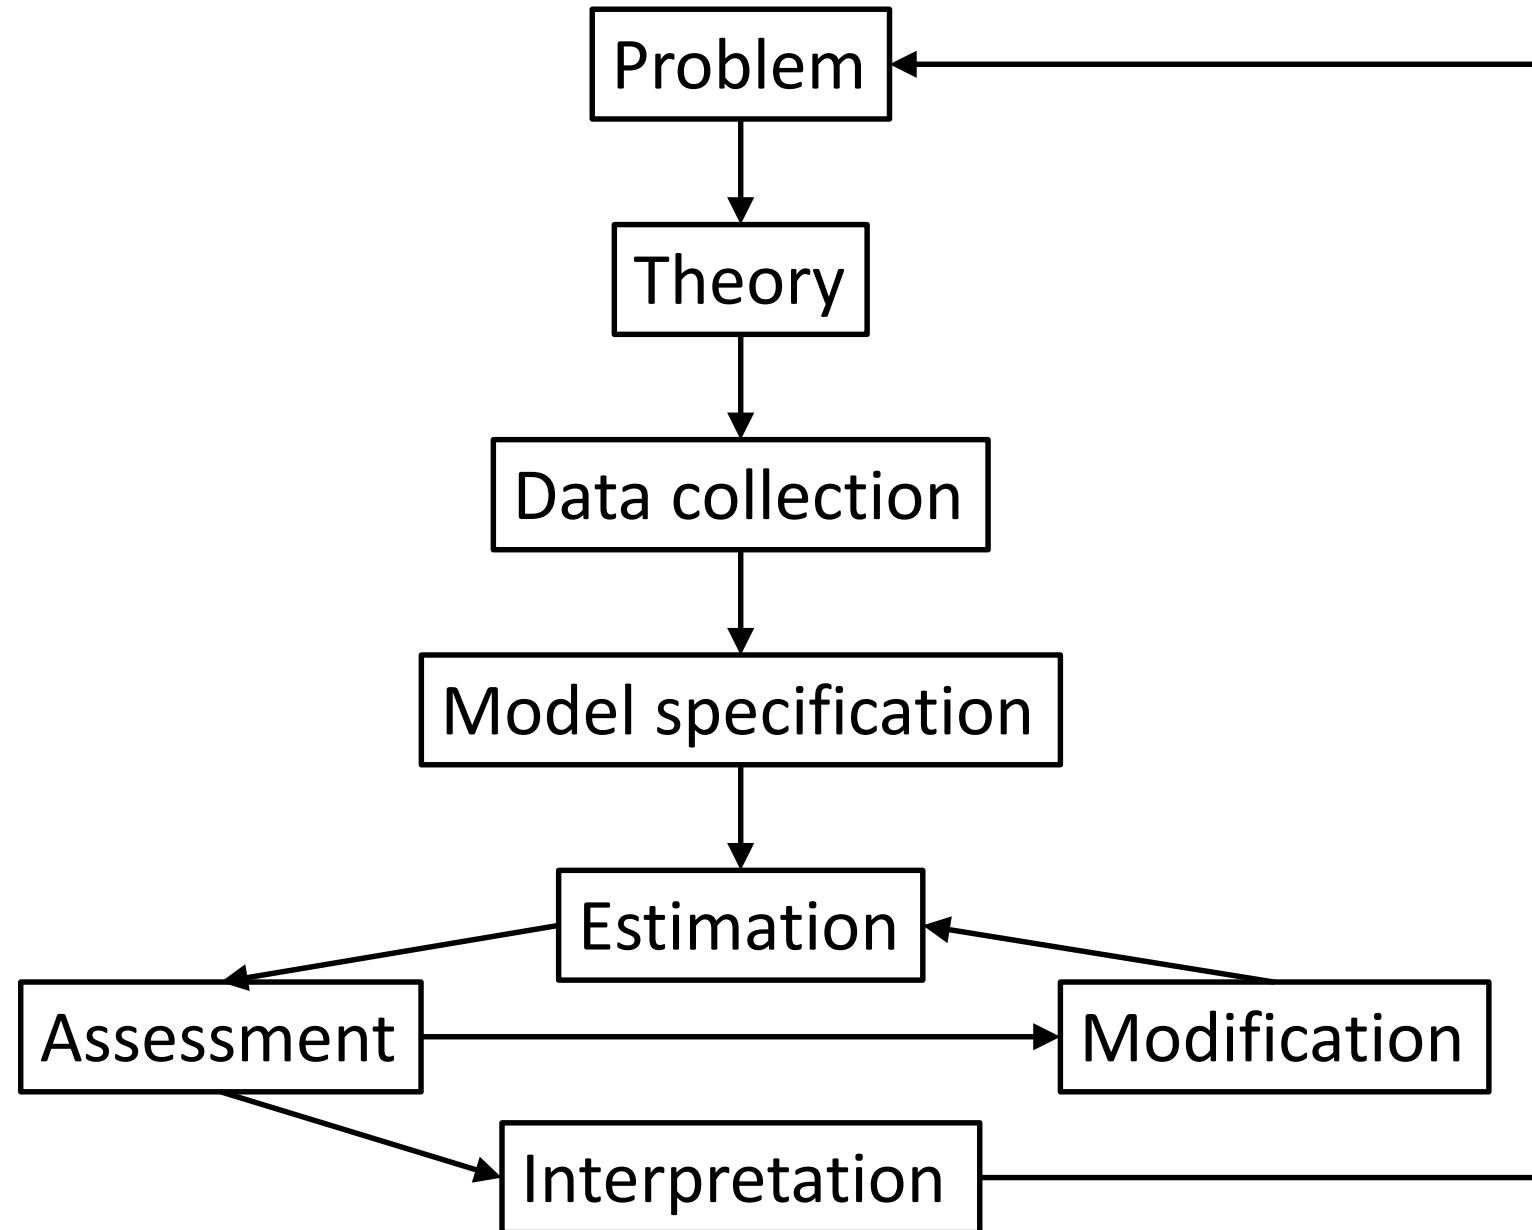 Problem
Theory
Data collection
Model specification
Estimation
Assessment
Modification
Interpretation